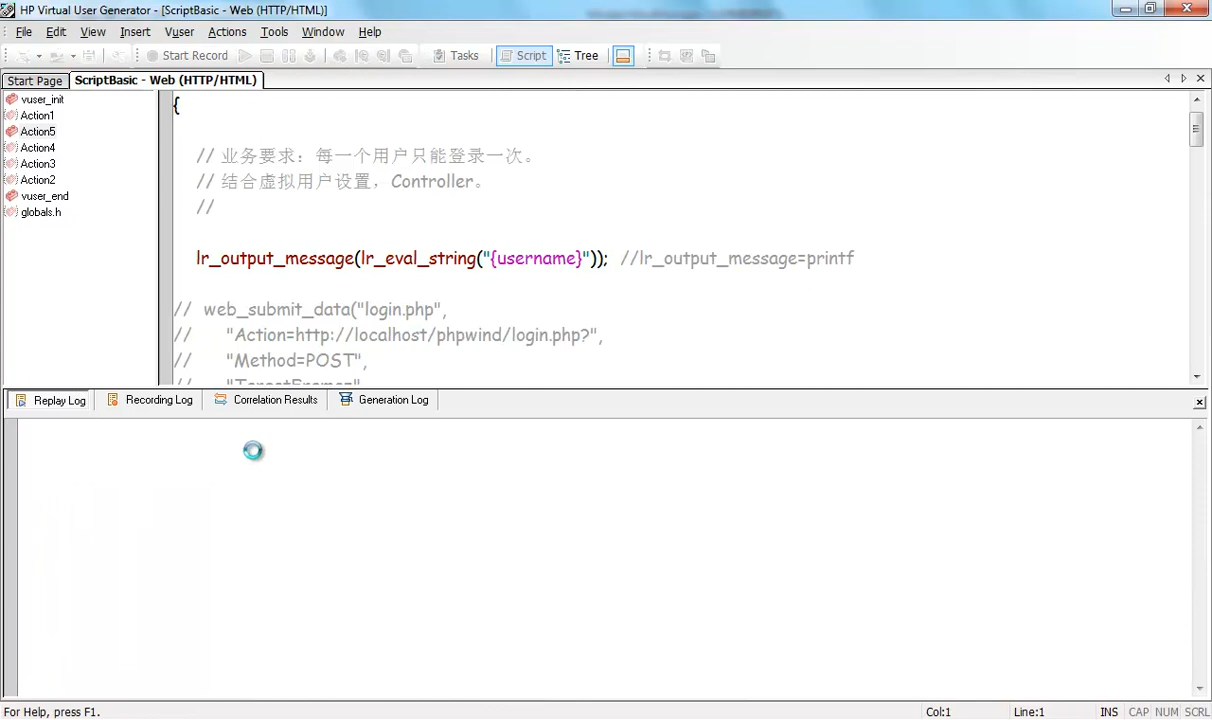 HP Virtual User Generator - [ScriptBasic - Web (HTTP/HTML)]
File Edit View Insert Vuser Actions Tools Window Help
Start Record Tasks Script Tree
Start Page ScriptBasic - Web (HTTP/HTML)
vuser_init
Action1
Action5
Action4
Action3
Action2
vuser_end
globals.h
{
// 业务要求：每一个用户只能登录一次。
// 结合虚拟用户设置，Controller。
//
lr_output_message(lr_eval_string("{username}")); //lr_output_message=printf
// web_submit_data("login.php",
// "Action=http://localhost/phpwind/login.php?",
// "Method=POST",
Replay Log Recording Log Correlation Results Generation Log
For Help, press F1. Col:1 Line:1 INS CAP NUM SCRL